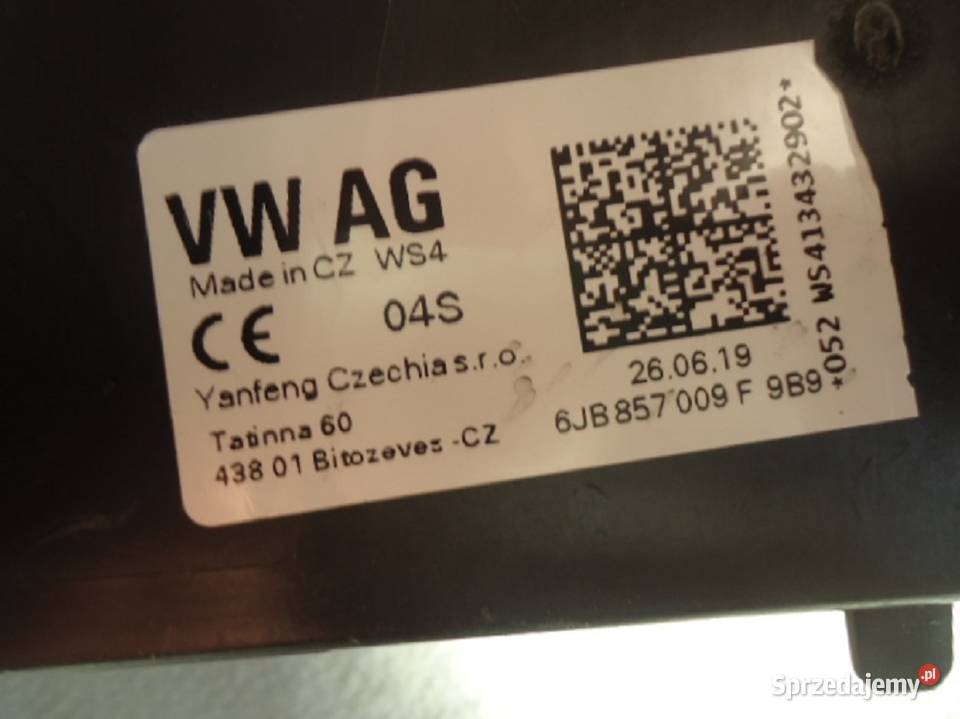 VW AG
Made in CZ WS4
CE 04S
Yanfeng Czechia s.r.o.
Tatinna 60
438 01 Bitozeves -CZ
26.06.19
6JB 857 009 F 9B9
*052 WS413432902*
Sprzedajemy.pl